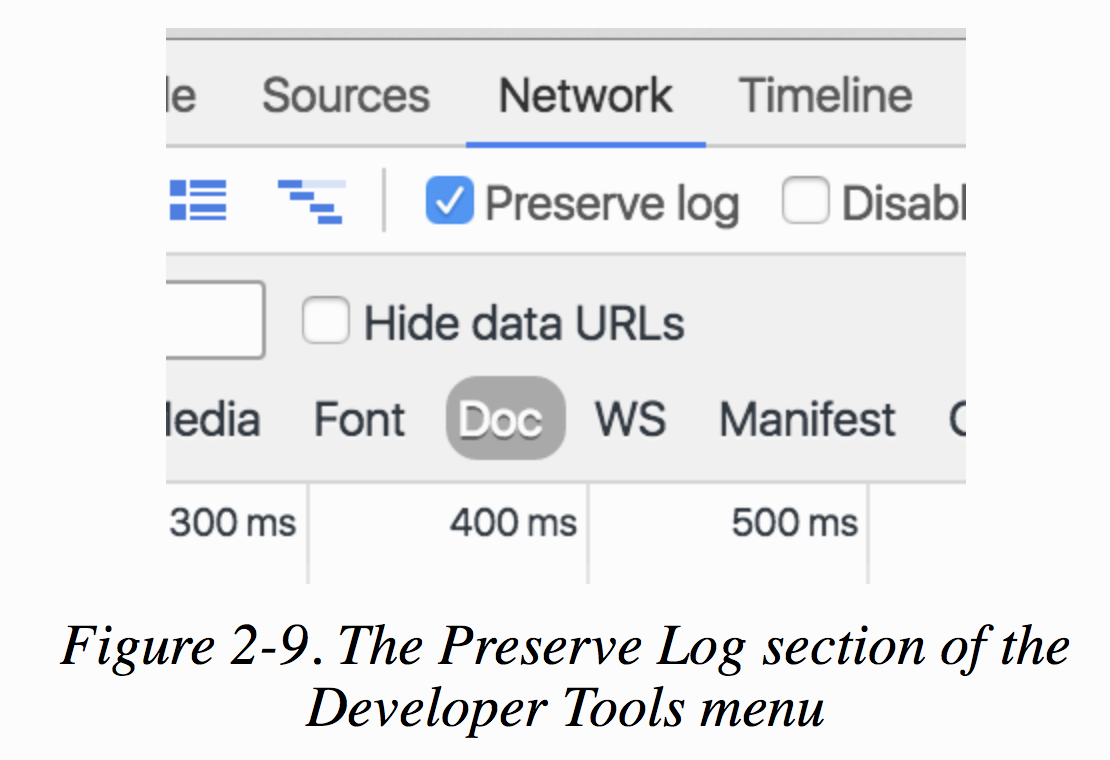 le Sources Network Timeline
Preserve log Disabl
Hide data URLs
edia Font Doc WS Manifest
300 ms 400 ms 500 ms
Figure 2-9. The Preserve Log section of the
Developer Tools menu